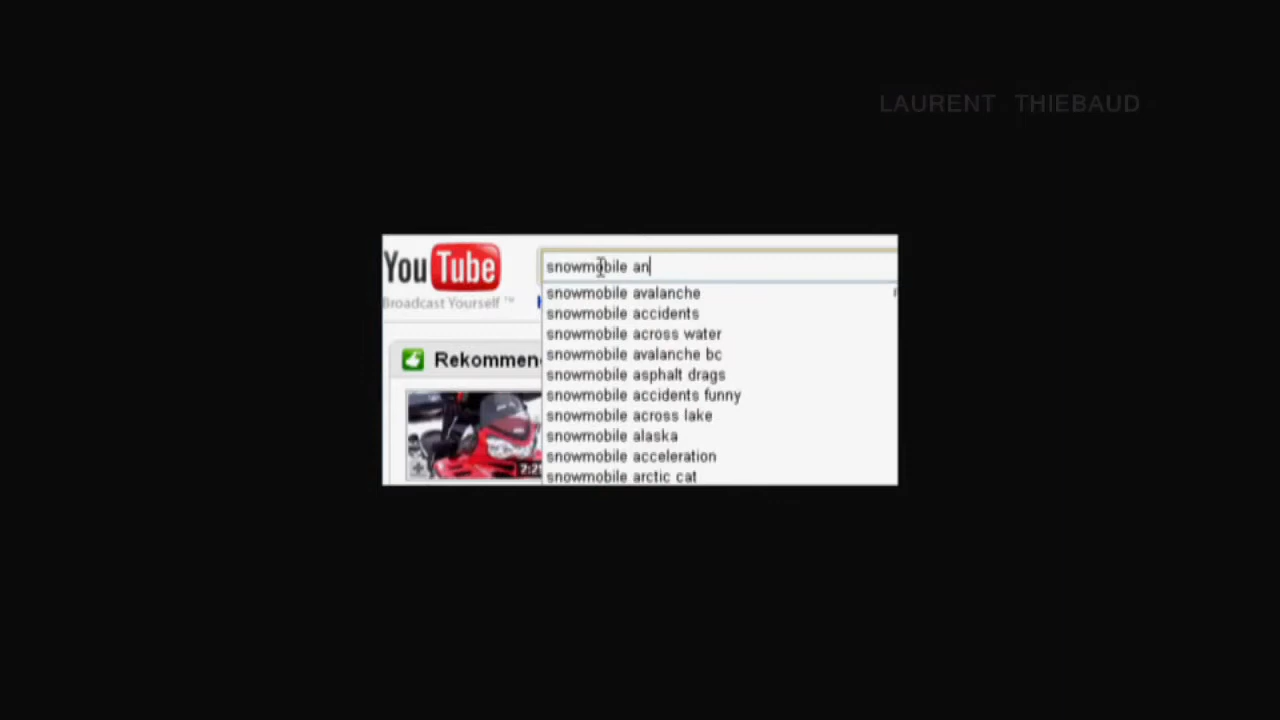 LAURENT THIEBAUD
YouTube
snowmobile an
Broadcast Yourself ™
snowmobile avalanche
snowmobile accidents
snowmobile across water
snowmobile avalanche bc
Rekommen
snowmobile asphalt drags
snowmobile accidents funny
snowmobile across lake
snowmobile alaska
snowmobile acceleration
snowmobile arctic cat